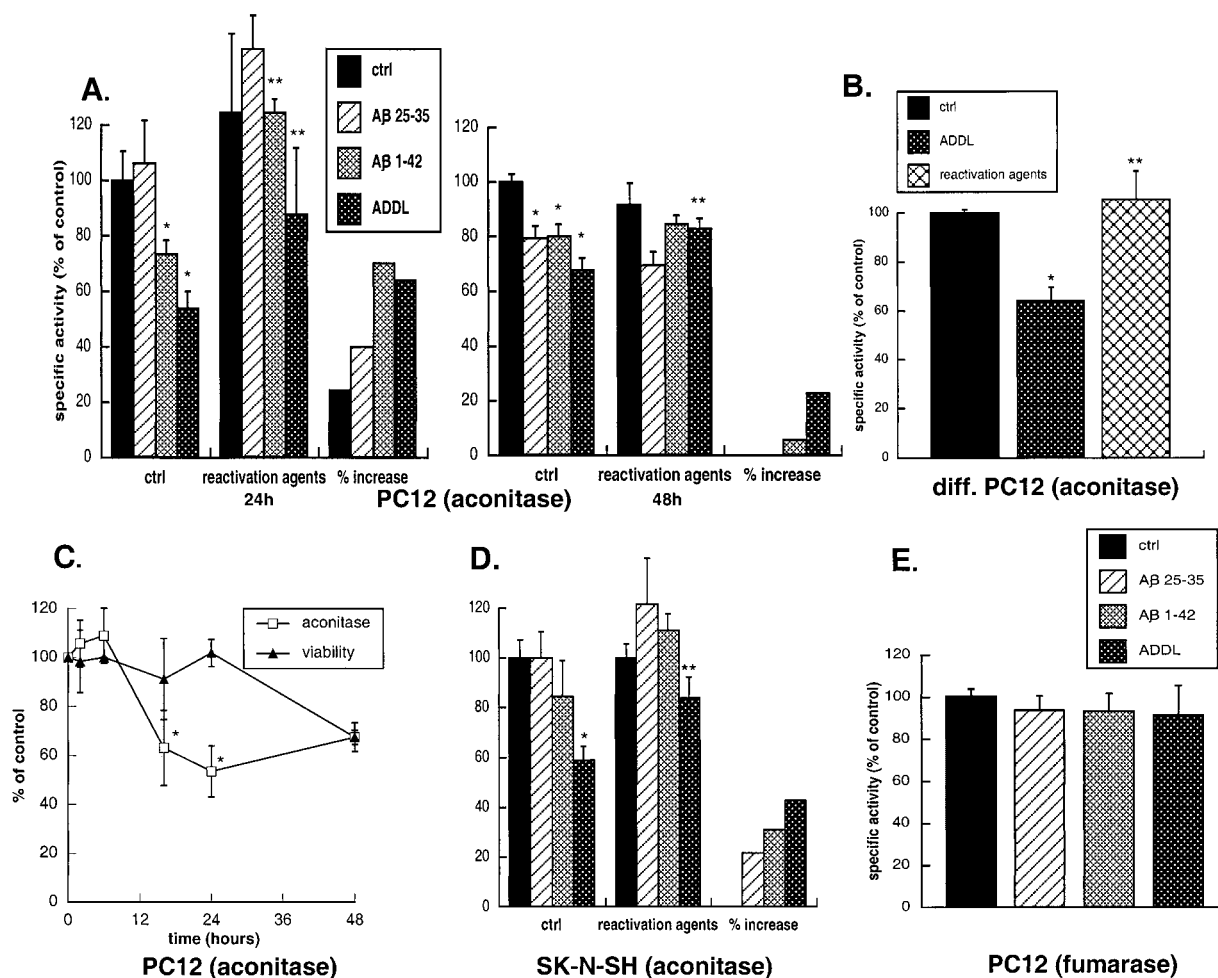 A.
ctrl
Aβ 25-35
Aβ 1-42
ADDL
specific activity (% of control)
120
100
80
60
40
20
0
*
*
**
**
ctrl
reactivation agents
% increase
24h
120
100
80
60
40
20
0
*
*
*
**
ctrl
reactivation agents
% increase
48h
PC12 (aconitase)
B.
ctrl
ADDL
reactivation agents
specific activity (% of control)
100
80
60
40
20
0
*
**
diff. PC12 (aconitase)
C.
aconitase
viability
% of control
120
100
80
60
40
20
0
*
*
0
12
24
36
48
time (hours)
PC12 (aconitase)
D.
120
100
80
60
40
20
0
*
**
ctrl
reactivation agents
% increase
SK-N-SH (aconitase)
E.
ctrl
Aβ 25-35
Aβ 1-42
ADDL
specific activity (% of control)
120
100
80
60
40
20
0
PC12 (fumarase)